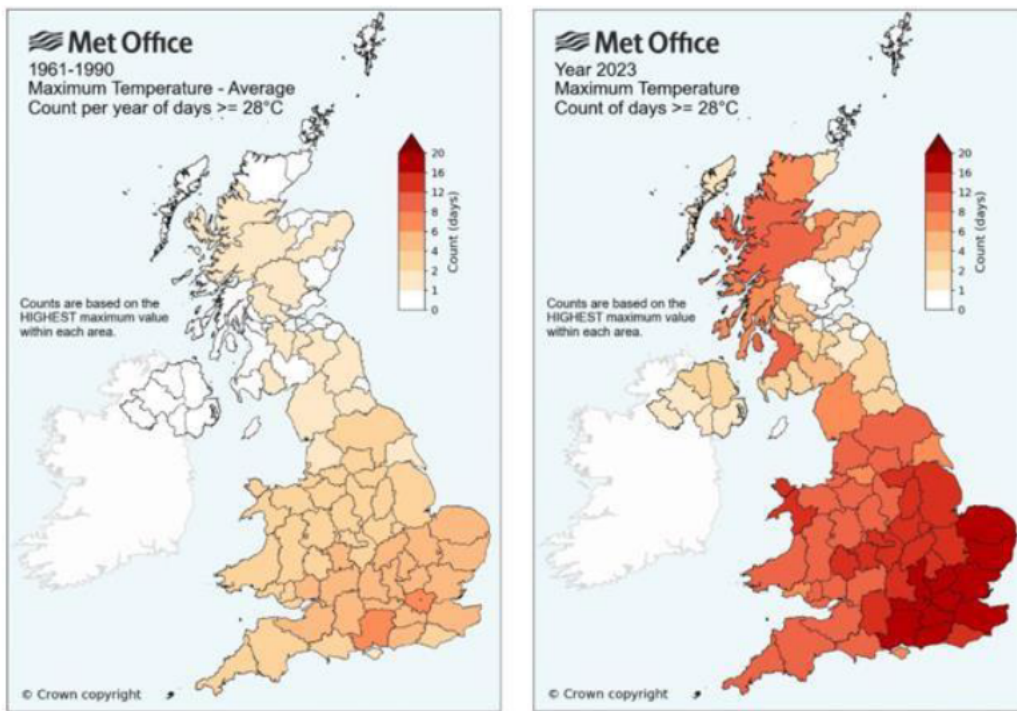 Met Office
1961-1990
Maximum Temperature - Average
Count per year of days >= 28°C
20
16
12
8
6
4
2
1
0
Count (days)
Counts are based on the
HIGHEST maximum value
within each area.
© Crown copyright
Met Office
Year 2023
Maximum Temperature
Count of days >= 28°C
20
16
12
8
6
4
2
1
0
Count (days)
Counts are based on the
HIGHEST maximum value
within each area.
© Crown copyright